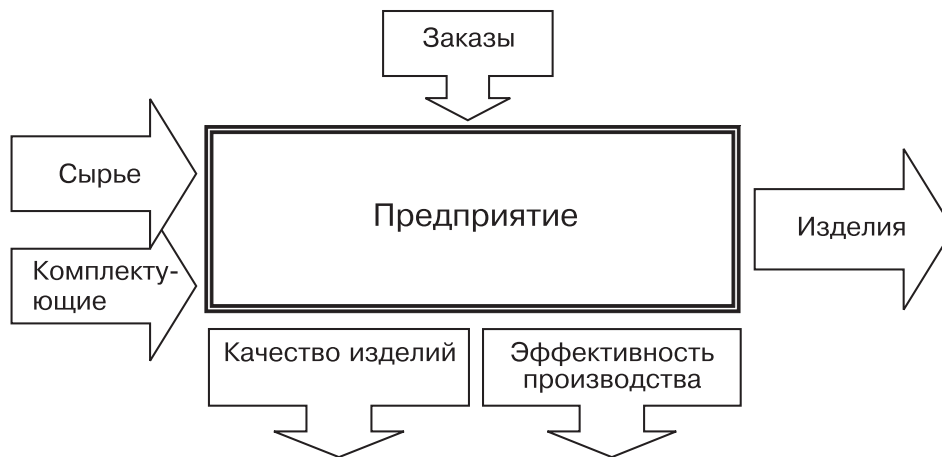 Заказы
Сырье
Предприятие
Изделия
Комплекту-
ющие
Качество изделий
Эффективность
производства